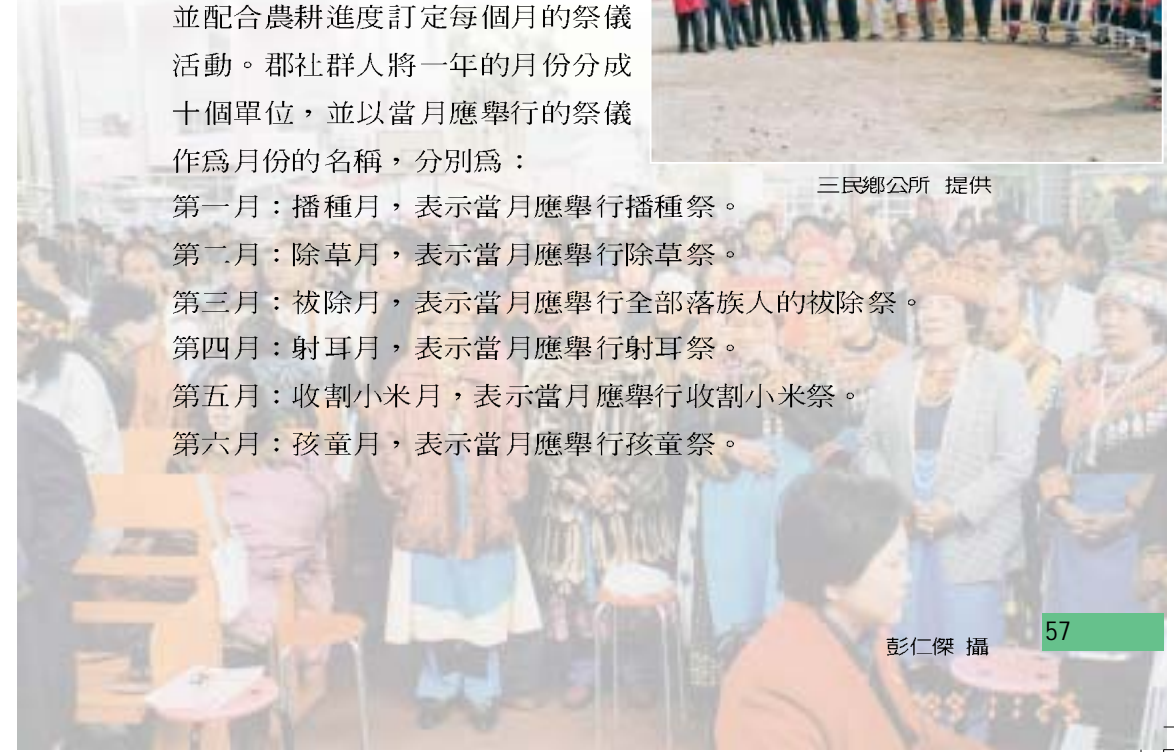 並配合農耕進度訂定每個月的祭儀
活動。郡社群人將一年的月份分成
十個單位，並以當月應舉行的祭儀
作為月份的名稱，分別為：
三民鄉公所 提供
第一月：播種月，表示當月應舉行播種祭。
第二月：除草月，表示當月應舉行除草祭。
第三月：祓除月，表示當月應舉行全部落族人的祓除祭。
第四月：射耳月，表示當月應舉行射耳祭。
第五月：收割小米月，表示當月應舉行收割小米祭。
第六月：孩童月，表示當月應舉行孩童祭。
彭仁傑 攝
57